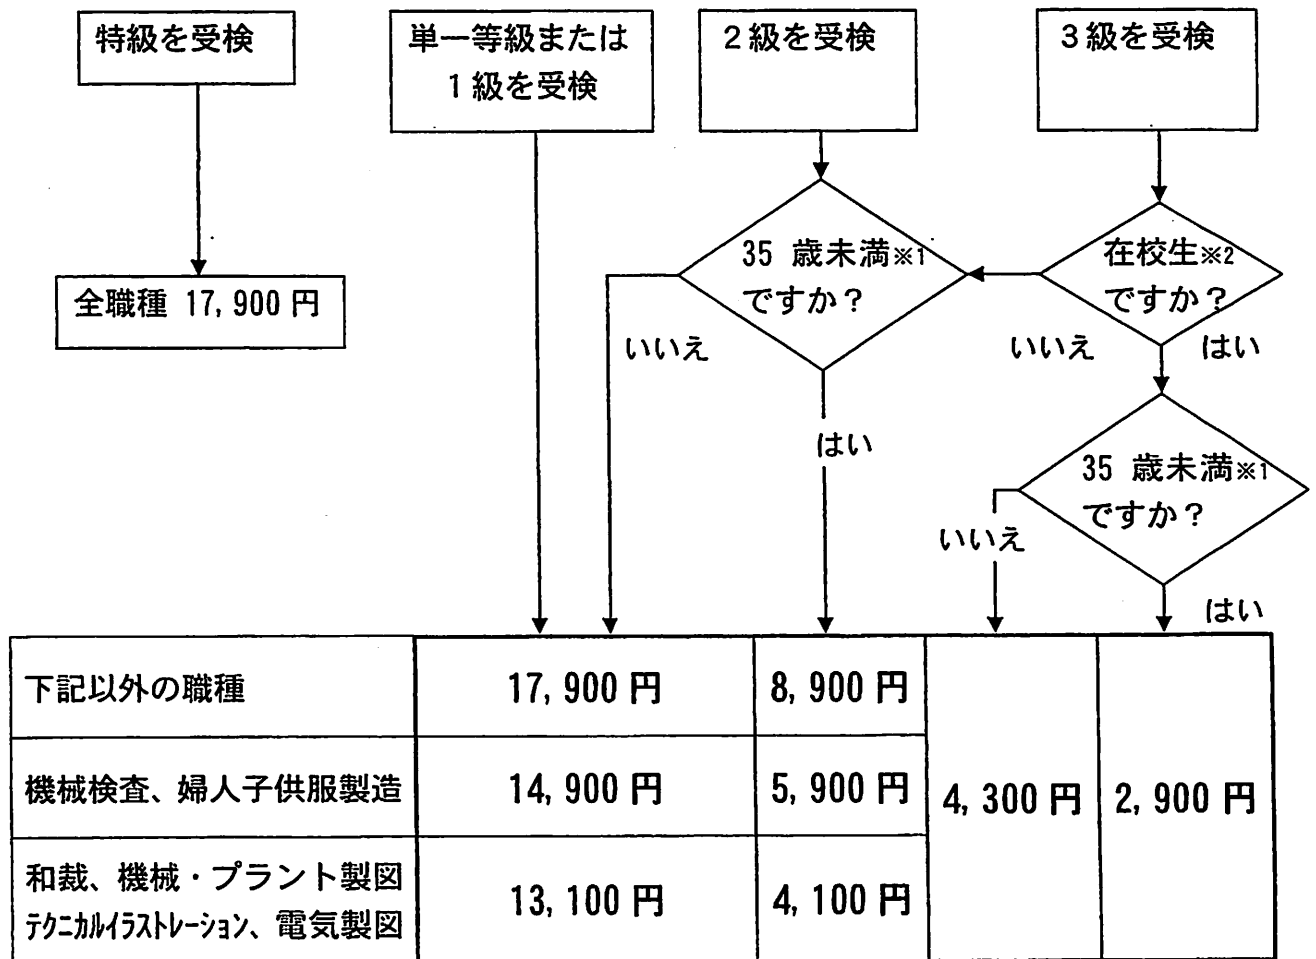 特級を受検
単一等級または
1級を受検
2級を受検
3級を受検
全職種 17,900 円
35 歳未満※1
ですか？
いいえ
はい
在校生※2
ですか？
いいえ
はい
35 歳未満※1
ですか？
いいえ
はい
下記以外の職種
17,900 円
8,900 円
機械検査、婦人子供服製造
14,900 円
5,900 円
4,300 円
2,900 円
和裁、機械・プラント製図
ﾃｸﾆｶﾙｲﾗｽﾄﾚｰｼｮﾝ、電気製図
13,100 円
4,100 円